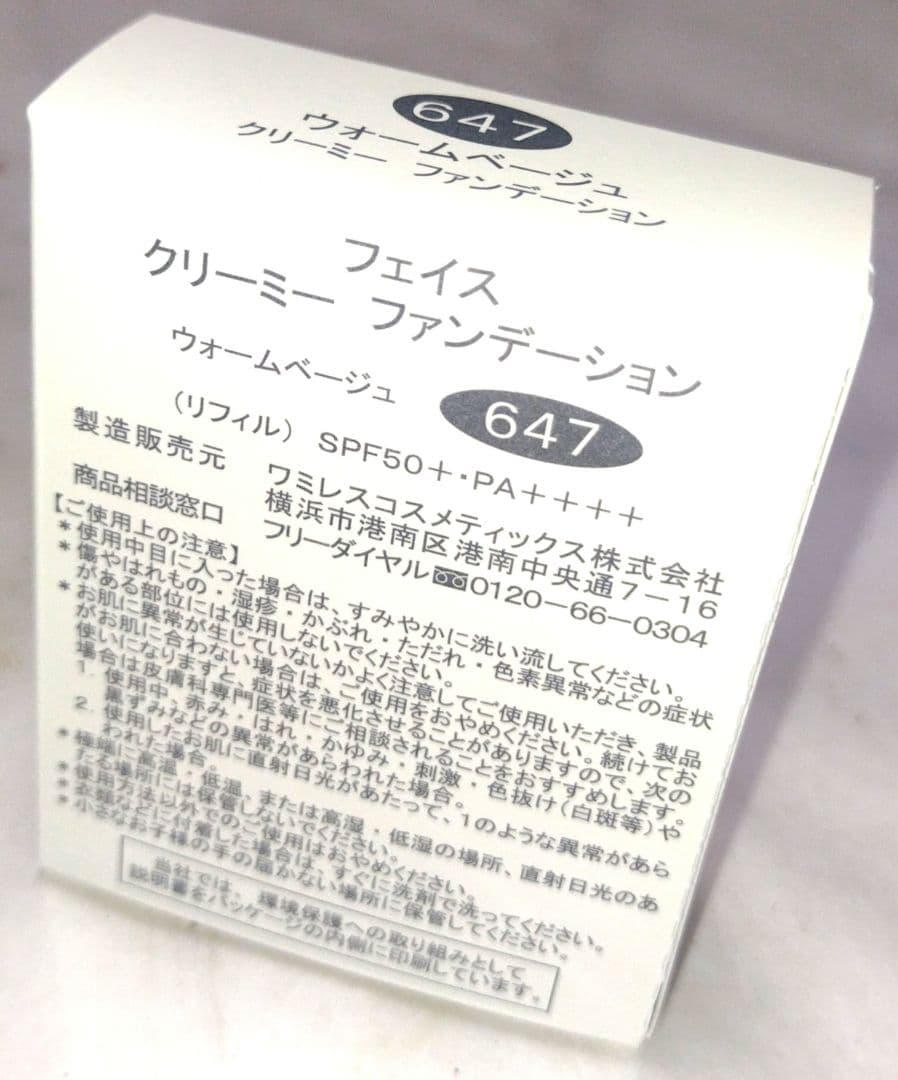 647
ウォームベージュ
クリーミー ファンデーション
フェイス
クリーミー ファンデーション
ウォームベージュ 647
(リフィル) SPF50+・PA++++
製造販売元 ワミレスコスメティックス株式会社
横浜市港南区港南中央通7-16
商品相談窓口 フリーダイヤル 0120-66-0304
【ご使用上の注意】
*使用中目に入った場合は、すみやかに洗い流してください。
*傷やはれもの・湿疹・かぶれ・ただれ・色素異常などの症状
がある部位には使用しないでください。
*お肌に異常が生じていないかよく注意してご使用いただき、製品
がお肌に合わない場合は、ご使用をおやめください。続けてお
使いになりますと、症状を悪化させることがありますので、次の
場合は皮膚科専門医等にご相談されることをおすすめします。
1. 使用中、赤み・はれ・かゆみ・刺激・色抜け(白斑等)や
黒ずみなどの異常があらわれた場合。
2. 使用したお肌に直射日光があたって、1のような異常があら
われた場合。
*極端に高温・低温、または高湿・低湿の場所、直射日光のあ
たる場所には保管しないでください。
*使用方法以外でのご使用はおやめください。
*衣類などに付着した場合は、すぐに洗剤で洗ってください。
*小さなお子様の手の届かない場所に保管してください。
当社では、環境保護への取り組みとして
説明書をパッケージの内側に印刷しています。